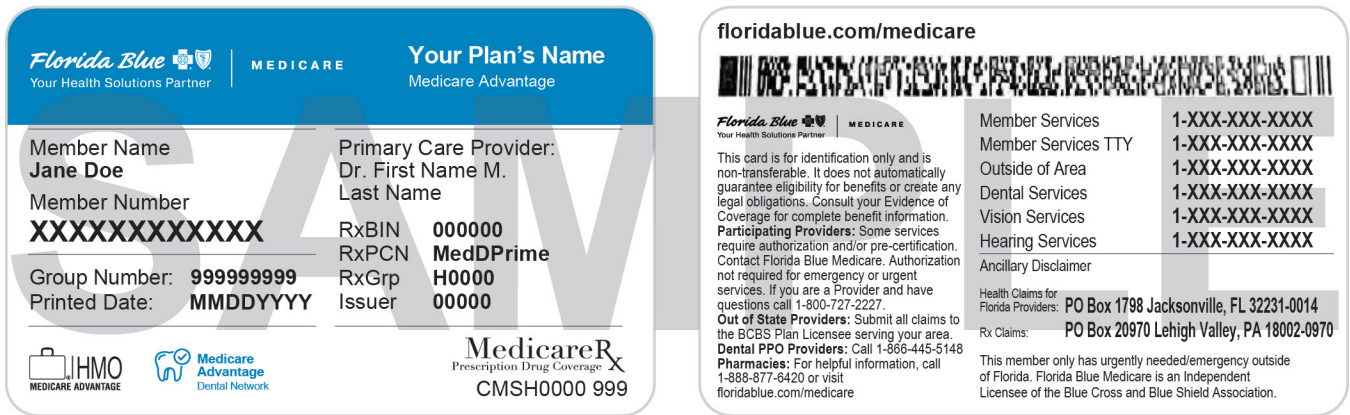 Florida Blue
Your Health Solutions Partner
MEDICARE
Your Plan's Name
Medicare Advantage
Member Name
Jane Doe
Member Number
XXXXXXXXXXXX
Group Number: 999999999
Printed Date: MMDDYYYY
Primary Care Provider:
Dr. First Name M.
Last Name
RxBIN 000000
RxPCN MedDPrime
RxGrp H0000
Issuer 00000
HMO
MEDICARE ADVANTAGE
Medicare
Advantage
Dental Network
MedicareRx
Prescription Drug Coverage
CMSH0000 999
SAMPLE
floridablue.com/medicare
Florida Blue
Your Health Solutions Partner
MEDICARE
This card is for identification only and is
non-transferable. It does not automatically
guarantee eligibility for benefits or create any
legal obligations. Consult your Evidence of
Coverage for complete benefit information.
Participating Providers: Some services
require authorization and/or pre-certification.
Contact Florida Blue Medicare. Authorization
not required for emergency or urgent
services. If you are a Provider and have
questions call 1-800-727-2227.
Out of State Providers: Submit all claims to
the BCBS Plan Licensee serving your area.
Dental PPO Providers: Call 1-866-445-5148
Pharmacies: For helpful information, call
1-888-877-6420 or visit
floridablue.com/medicare
Member Services 1-XXX-XXX-XXXX
Member Services TTY 1-XXX-XXX-XXXX
Outside of Area 1-XXX-XXX-XXXX
Dental Services 1-XXX-XXX-XXXX
Vision Services 1-XXX-XXX-XXXX
Hearing Services 1-XXX-XXX-XXXX
Ancillary Disclaimer
Health Claims for
Florida Providers: PO Box 1798 Jacksonville, FL 32231-0014
Rx Claims: PO Box 20970 Lehigh Valley, PA 18002-0970
This member only has urgently needed/emergency outside
of Florida. Florida Blue Medicare is an Independent
Licensee of the Blue Cross and Blue Shield Association.